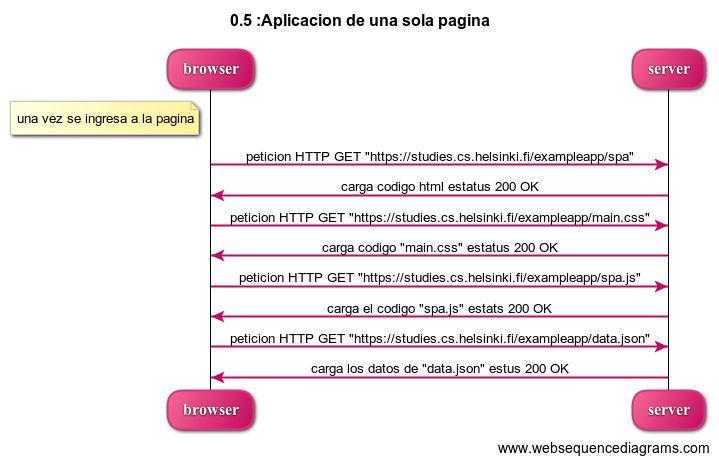 0.5 :Aplicacion de una sola pagina
browser
server
una vez se ingresa a la pagina
peticion HTTP GET "https://studies.cs.helsinki.fi/exampleapp/spa"
carga codigo html estatus 200 OK
peticion HTTP GET "https://studies.cs.helsinki.fi/exampleapp/main.css"
carga codigo "main.css" estatus 200 OK
peticion HTTP GET "https://studies.cs.helsinki.fi/exampleapp/spa.js"
carga el codigo "spa.js" estats 200 OK
peticion HTTP GET "https://studies.cs.helsinki.fi/exampleapp/data.json"
carga los datos de "data.json" estus 200 OK
browser
server
www.websequencediagrams.com